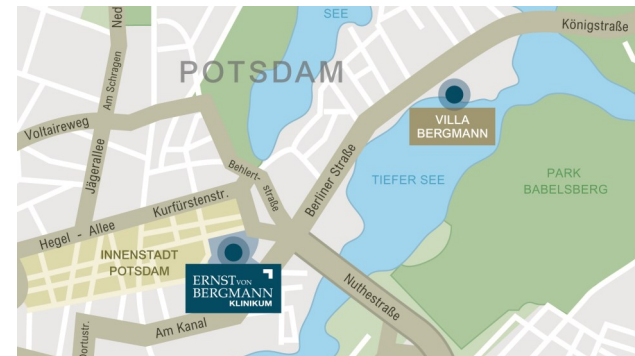 SEE
Königstraße
Ned
Am Schragen
POTSDAM
VILLA
BERGMANN
Voltaireweg
Jägerallee
Behlert-
straße
Berliner Straße
TIEFER SEE
PARK
BABELSBERG
Kurfürstenstr.
Hegel - Allee
INNENSTADT
POTSDAM
ERNST VON
BERGMANN
KLINIKUM
Nuthestraße
Am Kanal
ortustr.